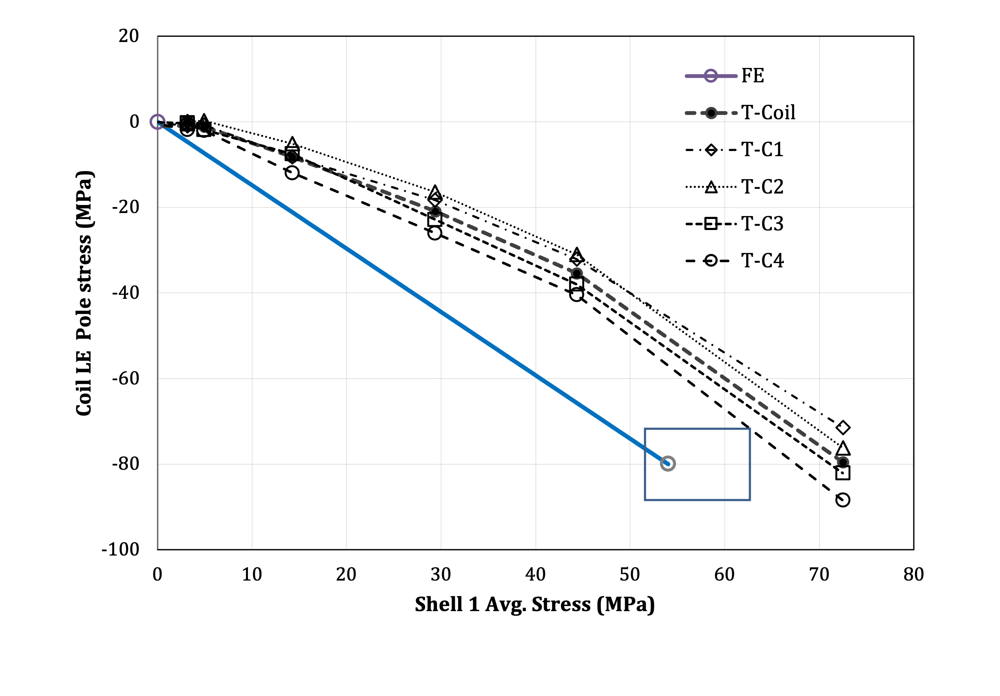 20
0
-20
-40
-60
-80
-100
Coil LE Pole stress (MPa)
0 10 20 30 40 50 60 70 80
Shell 1 Avg. Stress (MPa)
FE
T-Coil
T-C1
T-C2
T-C3
T-C4